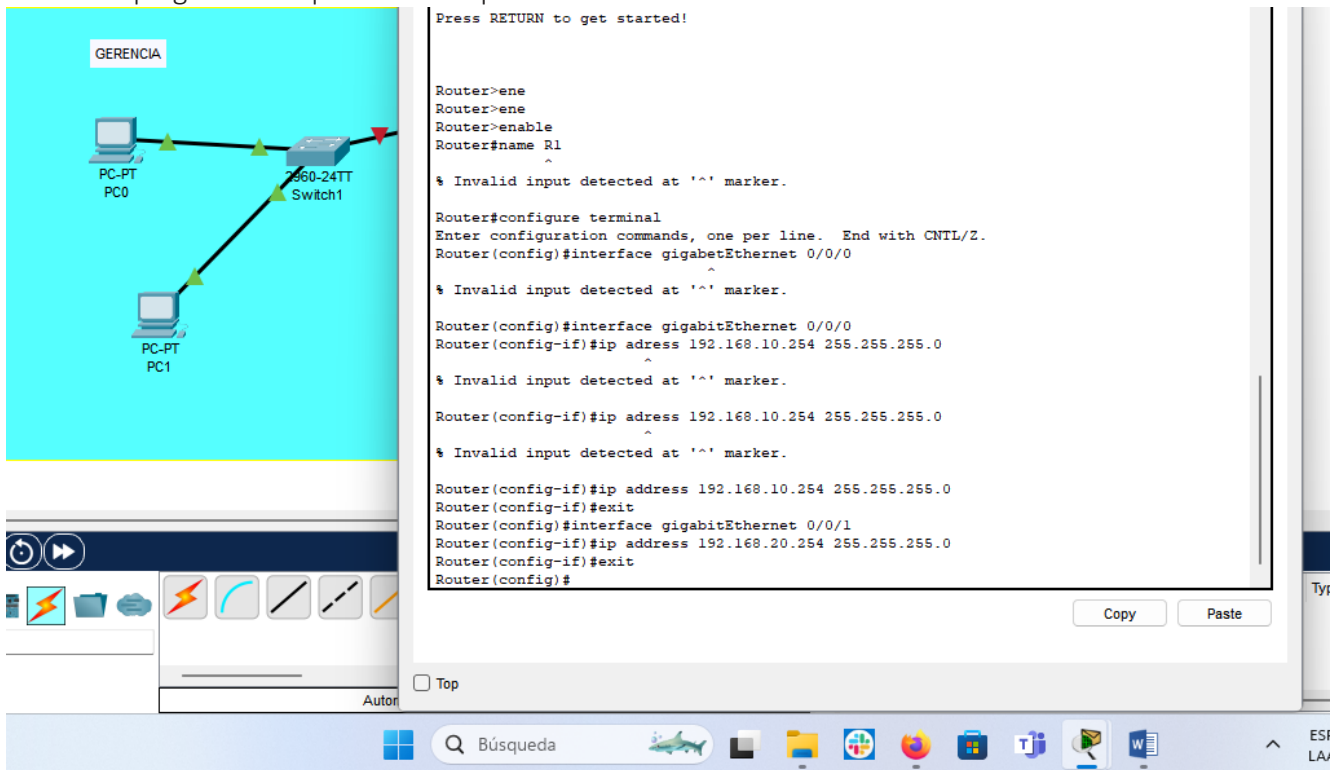 Press RETURN to get started!
GERENCIA
Router>ene
Router>ene
Router>enable
Router#name R1
^
% Invalid input detected at '^' marker.
Router#configure terminal
Enter configuration commands, one per line. End with CNTL/Z.
Router(config)#interface gigabetEthernet 0/0/0
^
% Invalid input detected at '^' marker.
Router(config)#interface gigabitEthernet 0/0/0
Router(config-if)#ip adress 192.168.10.254 255.255.255.0
^
% Invalid input detected at '^' marker.
Router(config-if)#ip adress 192.168.10.254 255.255.255.0
^
% Invalid input detected at '^' marker.
Router(config-if)#ip address 192.168.10.254 255.255.255.0
Router(config-if)#exit
Router(config)#interface gigabitEthernet 0/0/1
Router(config-if)#ip address 192.168.20.254 255.255.255.0
Router(config-if)#exit
Router(config)#
PC-PT
PC0
2960-24TT
Switch1
PC-PT
PC1
Copy
Paste
Top
Búsqueda